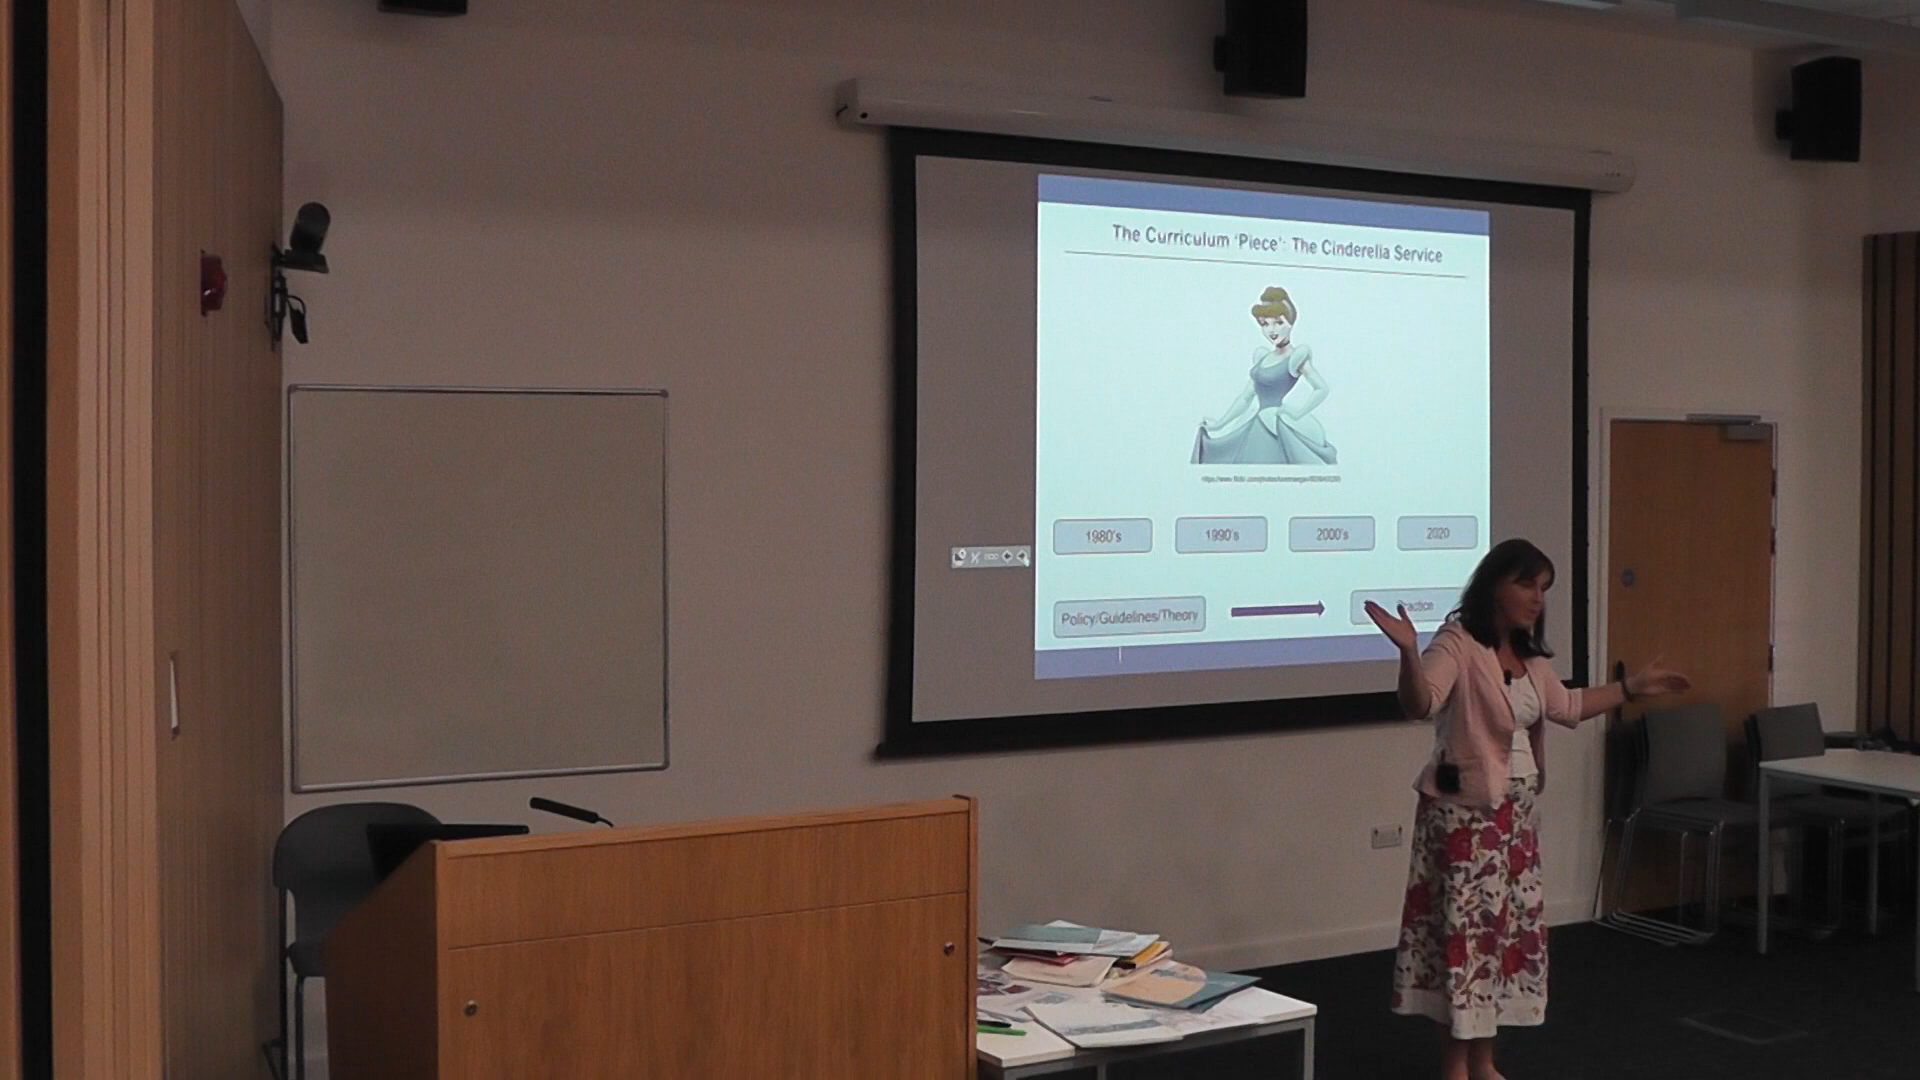 The Curriculum ‘Piece’: The Cinderella Service
1980's 1990's 2000's 2020
Policy/Guidelines/Theory Practice